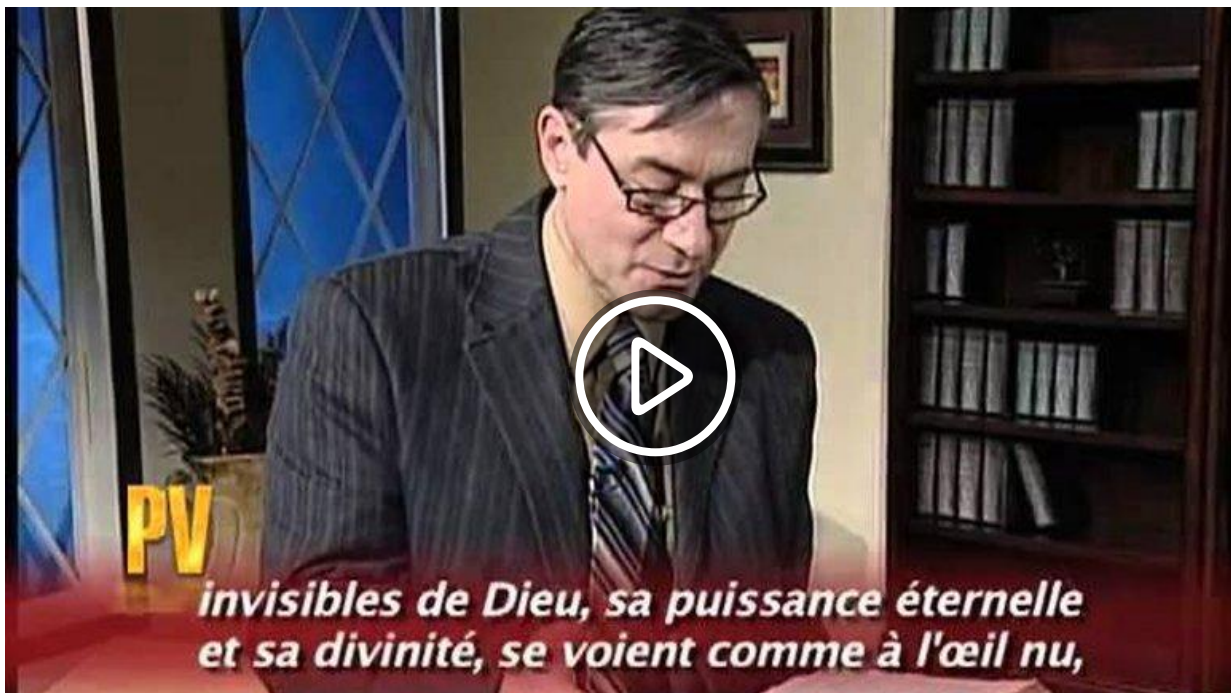 PV
invisibles de Dieu, sa puissance éternelle
et sa divinité, se voient comme à l'œil nu,